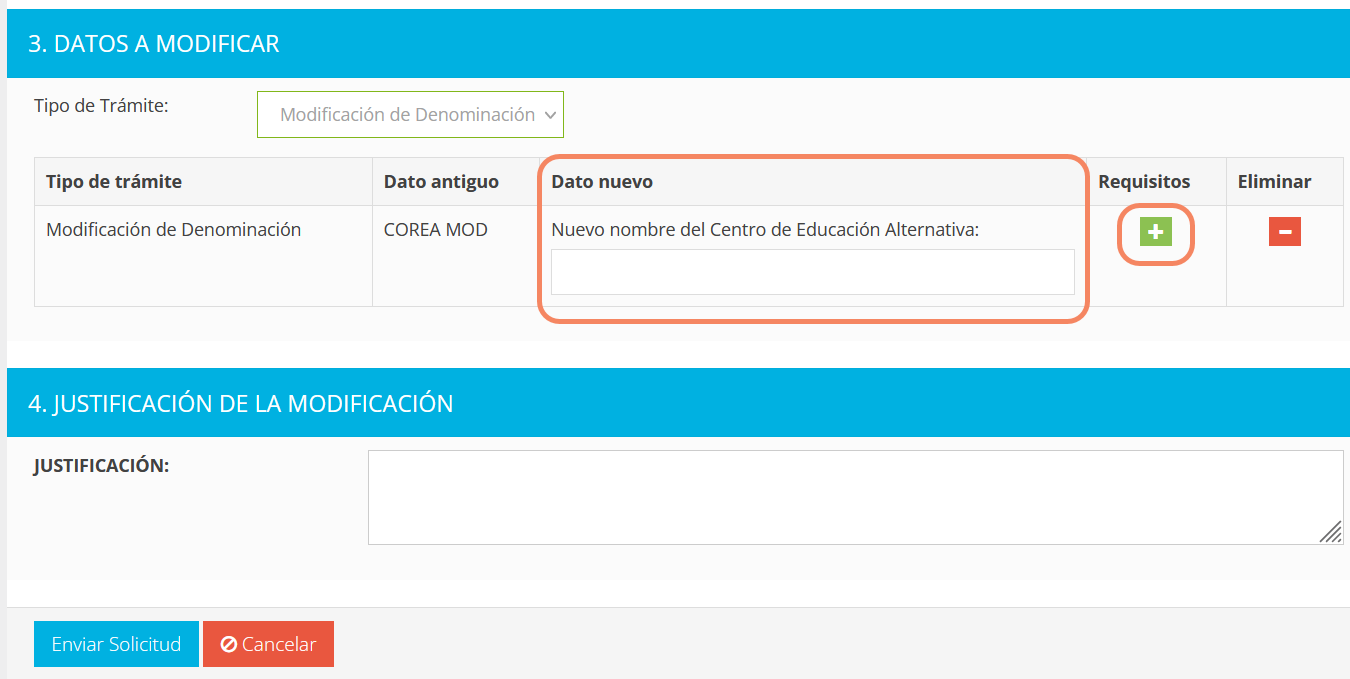 3. DATOS A MODIFICAR
Tipo de Trámite:
Modificación de Denominación
Tipo de trámite Dato antiguo Dato nuevo Requisitos Eliminar
Modificación de Denominación COREA MOD Nuevo nombre del Centro de Educación Alternativa:
4. JUSTIFICACIÓN DE LA MODIFICACIÓN
JUSTIFICACIÓN:
Enviar Solicitud Cancelar